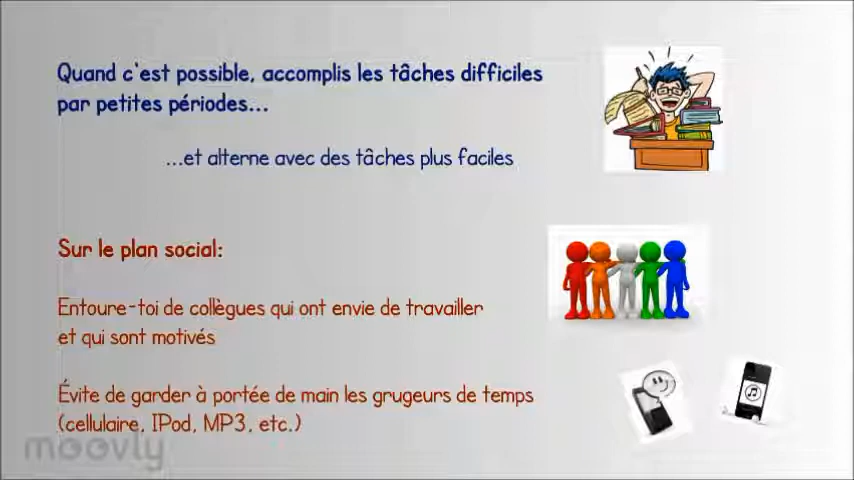 Quand c'est possible, accomplis les tâches difficiles
par petites périodes...
...et alterne avec des tâches plus faciles
Sur le plan social:
Entoure-toi de collègues qui ont envie de travailler
et qui sont motivés
Évite de garder à portée de main les grugeurs de temps
(cellulaire, IPod, MP3, etc.)
moovly